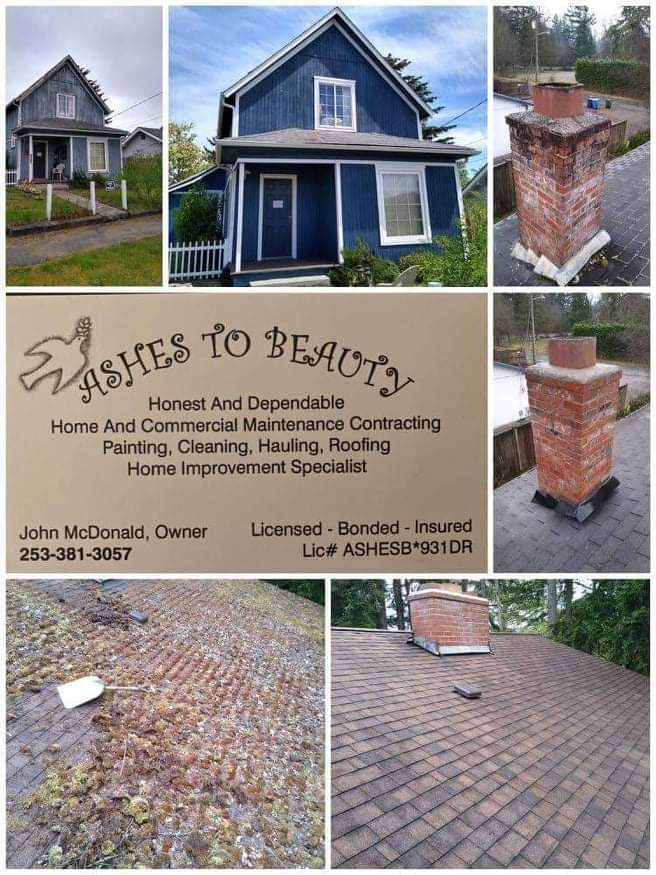 ASHES TO BEAUTY
Honest And Dependable
Home And Commercial Maintenance Contracting
Painting, Cleaning, Hauling, Roofing
Home Improvement Specialist
John McDonald, Owner
Licensed - Bonded - Insured
253-381-3057
Lic# ASHESB*931DR